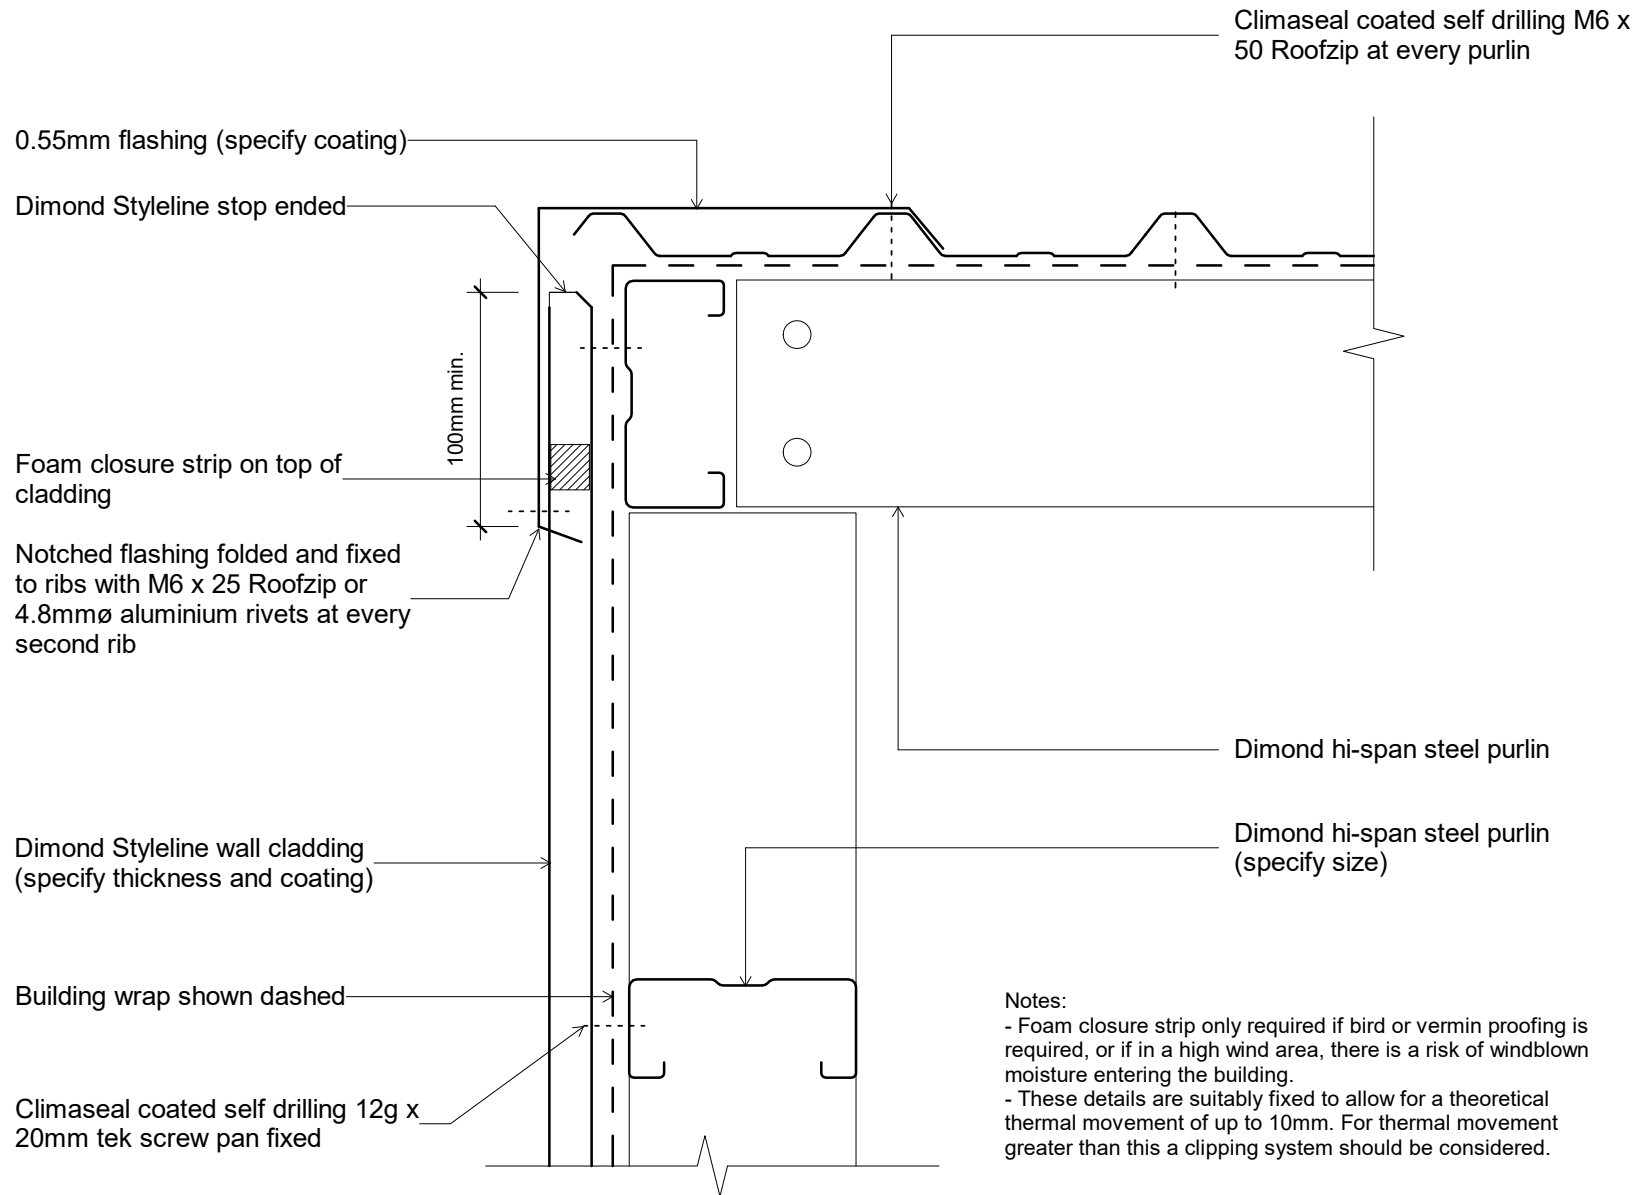 Climaseal coated self drilling M6 x
50 Roofzip at every purlin
0.55mm flashing (specify coating)
Dimond Styleline stop ended
100mm min.
Foam closure strip on top of
cladding
Notched flashing folded and fixed
to ribs with M6 x 25 Roofzip or
4.8mmø aluminium rivets at every
second rib
Dimond hi-span steel purlin
Dimond hi-span steel purlin
(specify size)
Dimond Styleline wall cladding
(specify thickness and coating)
Building wrap shown dashed
Climaseal coated self drilling 12g x
20mm tek screw pan fixed
Notes:
- Foam closure strip only required if bird or vermin proofing is
required, or if in a high wind area, there is a risk of windblown
moisture entering the building.
- These details are suitably fixed to allow for a theoretical
thermal movement of up to 10mm. For thermal movement
greater than this a clipping system should be considered.